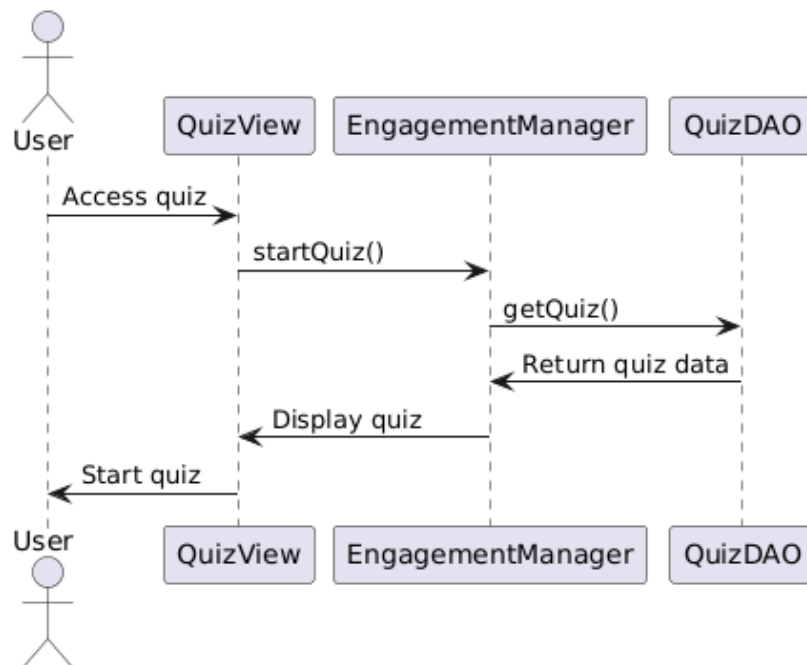 User
QuizView
EngagementManager
QuizDAO
Access quiz
startQuiz()
getQuiz()
Return quiz data
Display quiz
Start quiz
User
QuizView
EngagementManager
QuizDAO